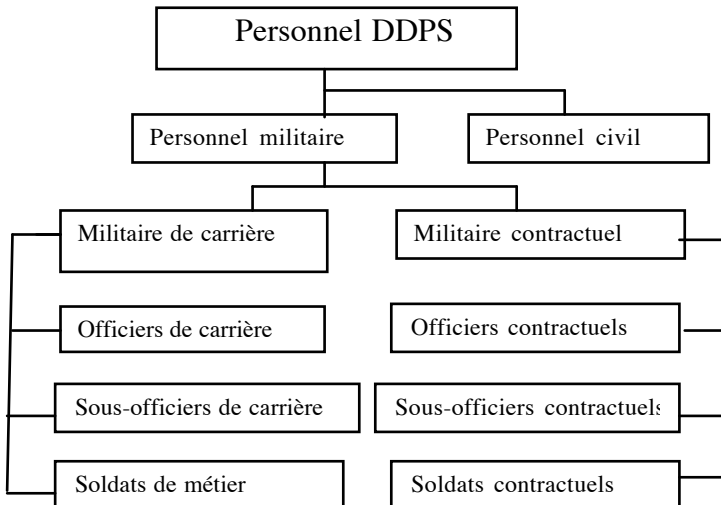 Personnel DDPS
Personnel militaire
Personnel civil
Militaire de carrière
Militaire contractuel
Officiers de carrière
Officiers contractuels
Sous-officiers de carrière
Sous-officiers contractuels
Soldats de métier
Soldats contractuels